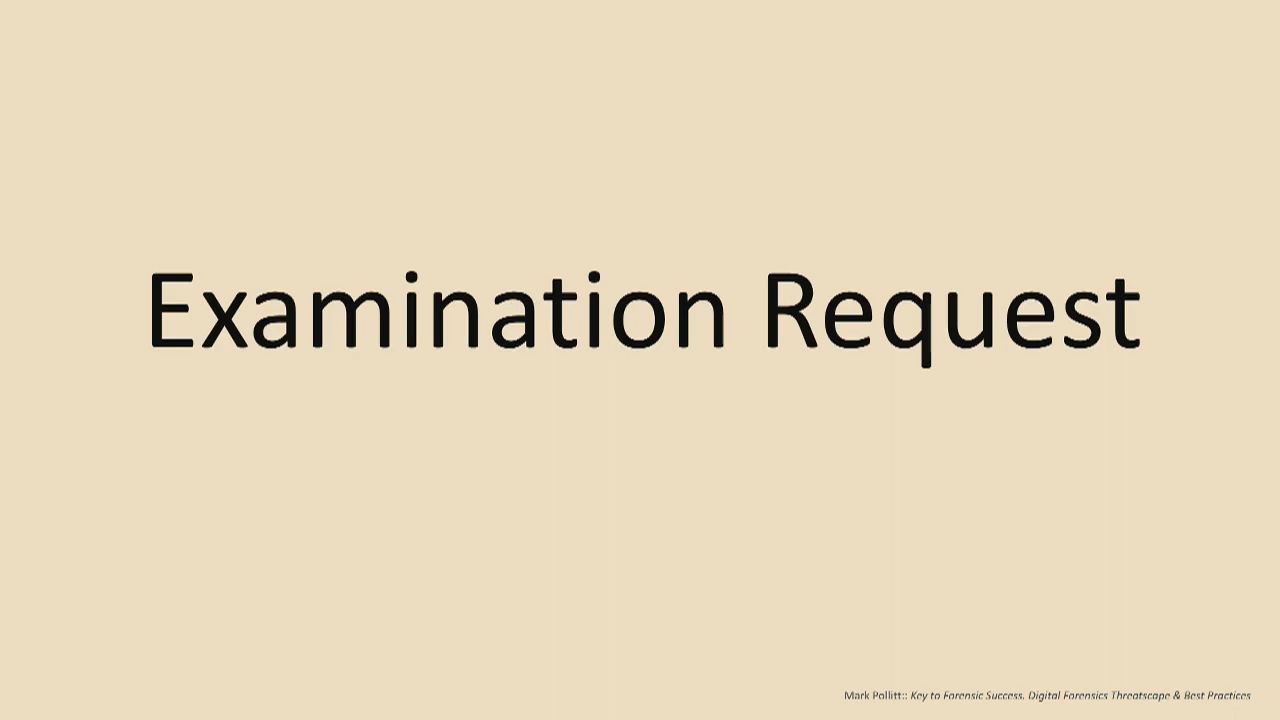 Examination Request
Mark Pollitt:: Key to Forensic Success. Digital Forensics Threatscape & Best Practices